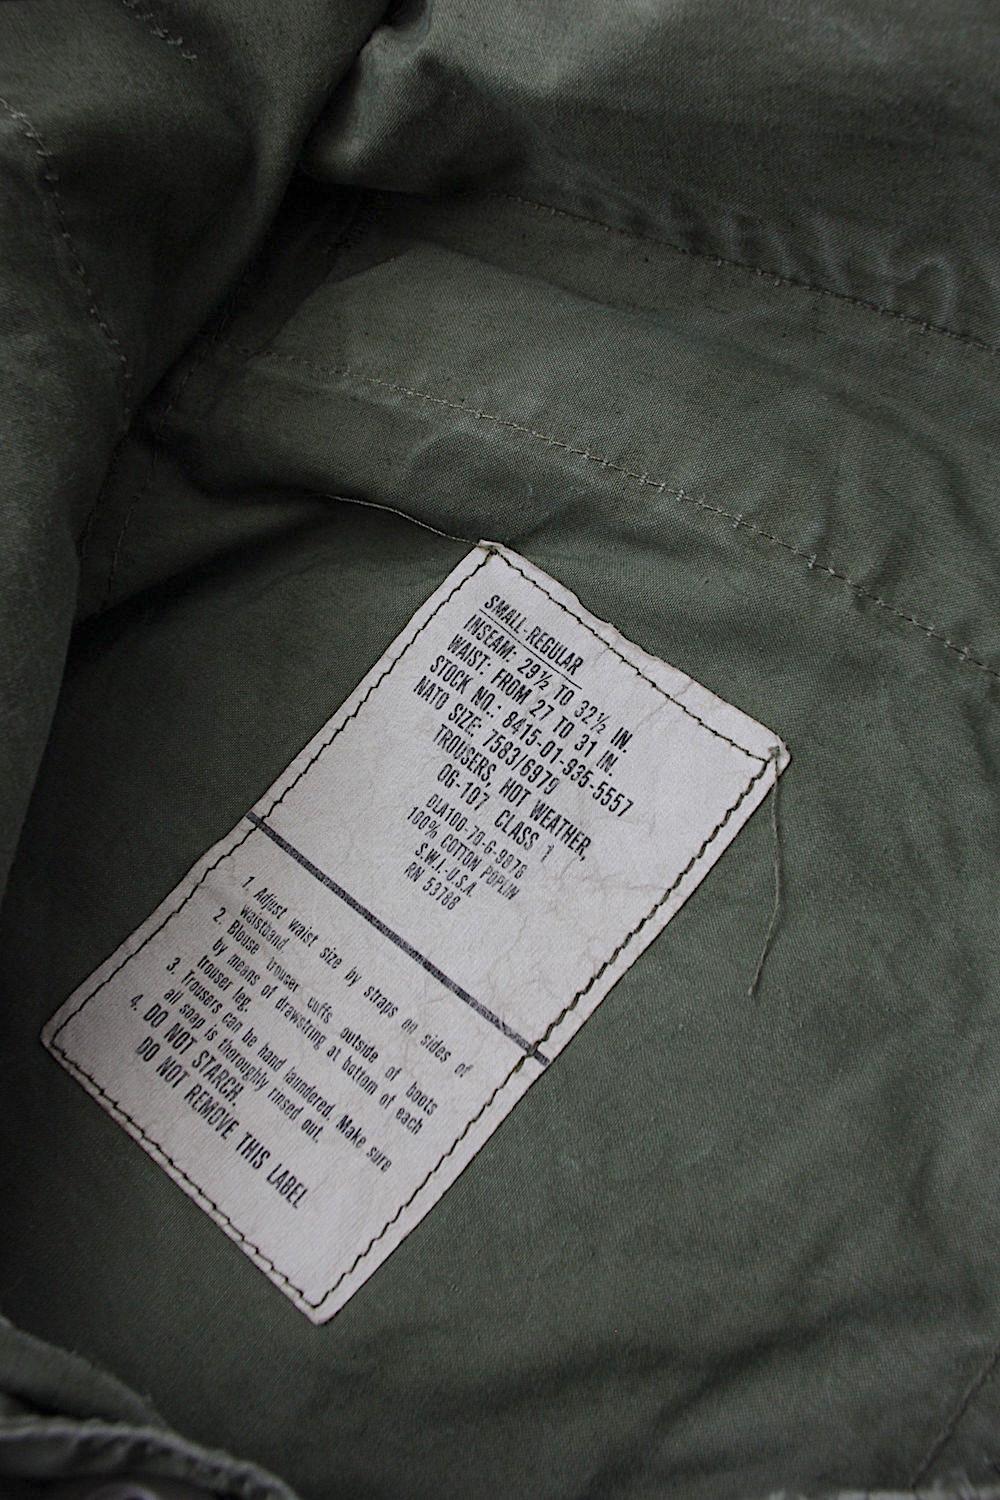 SMALL-REGULAR
INSEAM: 29½ TO 32½ IN.
WAIST: FROM 27 TO 31 IN.
STOCK NO.: 8415-01-935-5557
NATO SIZE: 7583/6979
TROUSERS, HOT WEATHER,
OG-107 CLASS 1
DLA100-79-G-9976
100% COTTON POPLIN
S.W.I.-U.S.A.
RN 53788
1. Adjust waist size by straps on sides of
waistband.
2. Blouse trouser cuffs outside of boots
by means of drawstring at bottom of each
trouser leg.
3. Trousers can be hand laundered. Make sure
all soap is thoroughly rinsed out.
4. DO NOT STARCH.
DO NOT REMOVE THIS LABEL